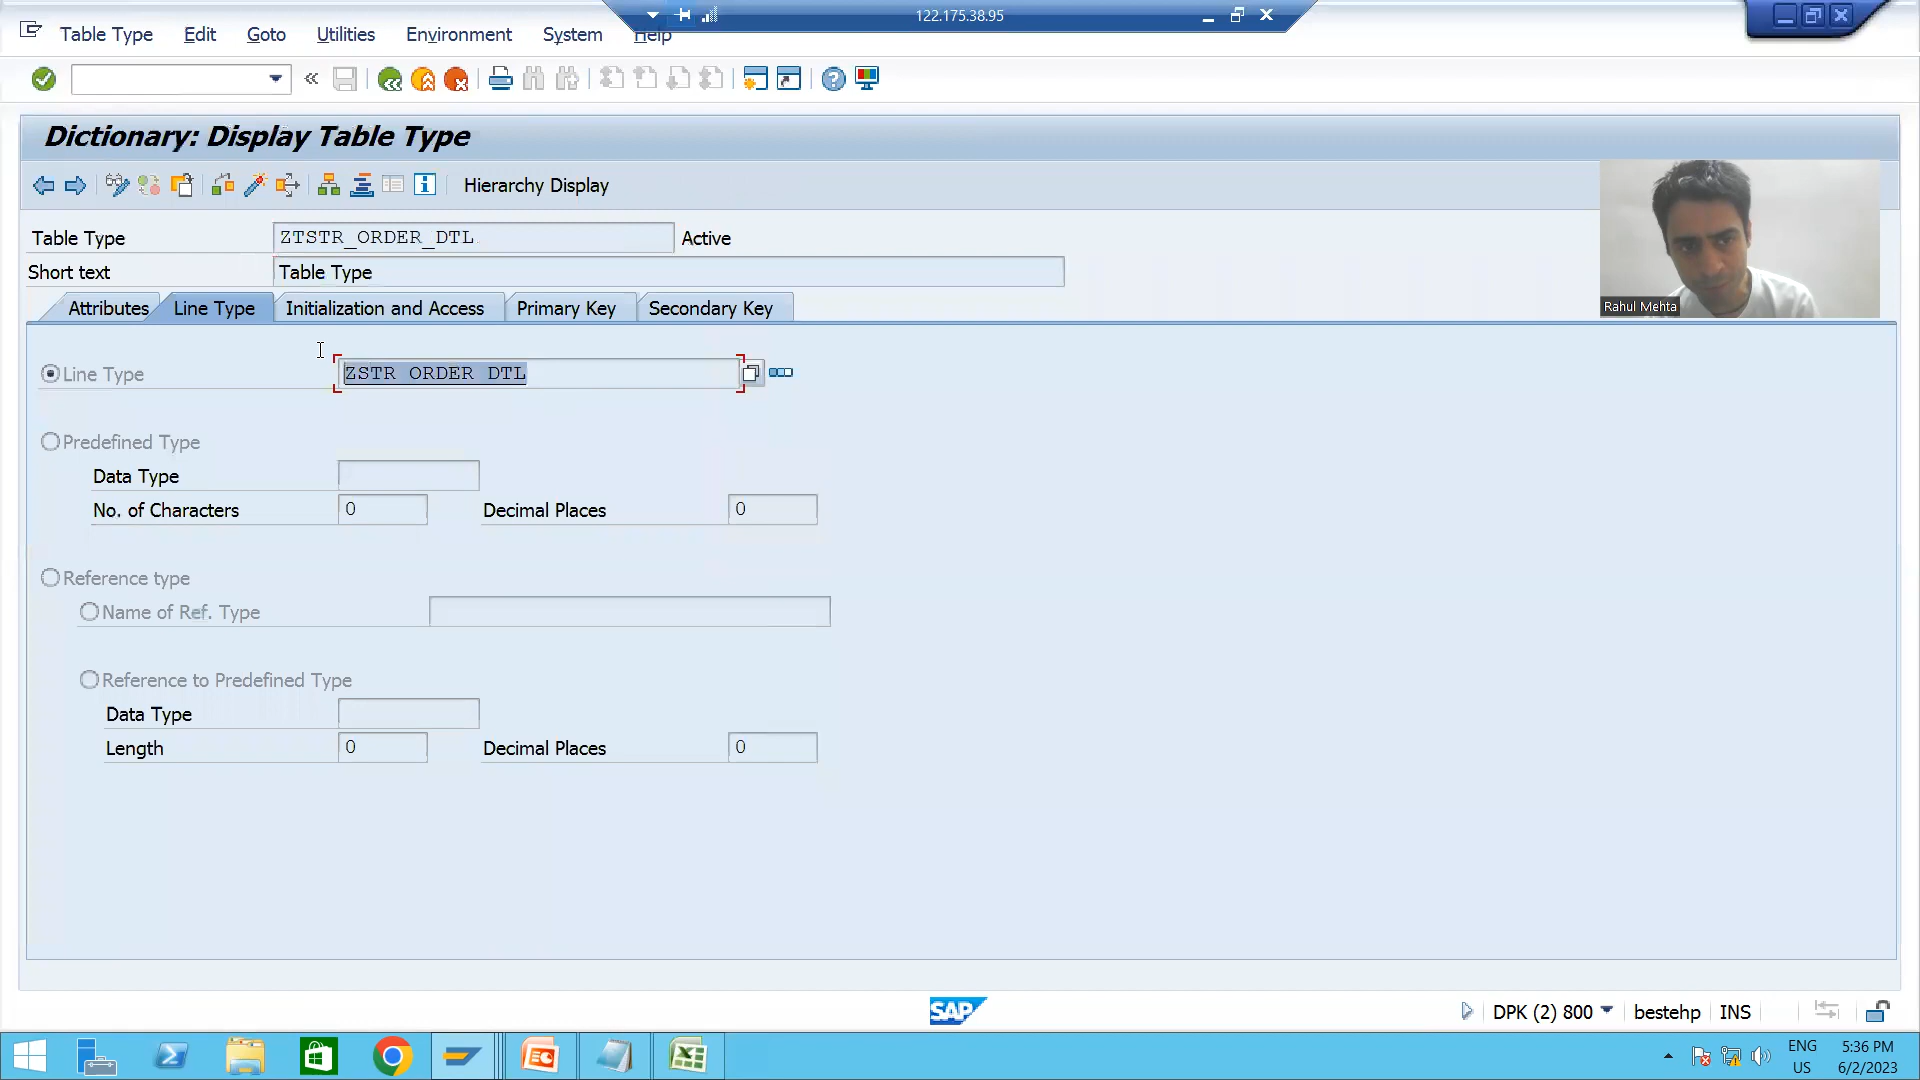 122.175.38.95
Table Type Edit Goto Utilities Environment System Help
Dictionary: Display Table Type
Hierarchy Display
Table Type ZTSTR_ORDER_DTL Active
Short text Table Type
Attributes Line Type Initialization and Access Primary Key Secondary Key
Rahul Mehta
Line Type ZSTR_ORDER_DTL
Predefined Type
Data Type
No. of Characters 0 Decimal Places 0
Reference type
Name of Ref. Type
Reference to Predefined Type
Data Type
Length 0 Decimal Places 0
SAP
DPK (2) 800 bestehp INS
ENG 5:36 PM
US 6/2/2023